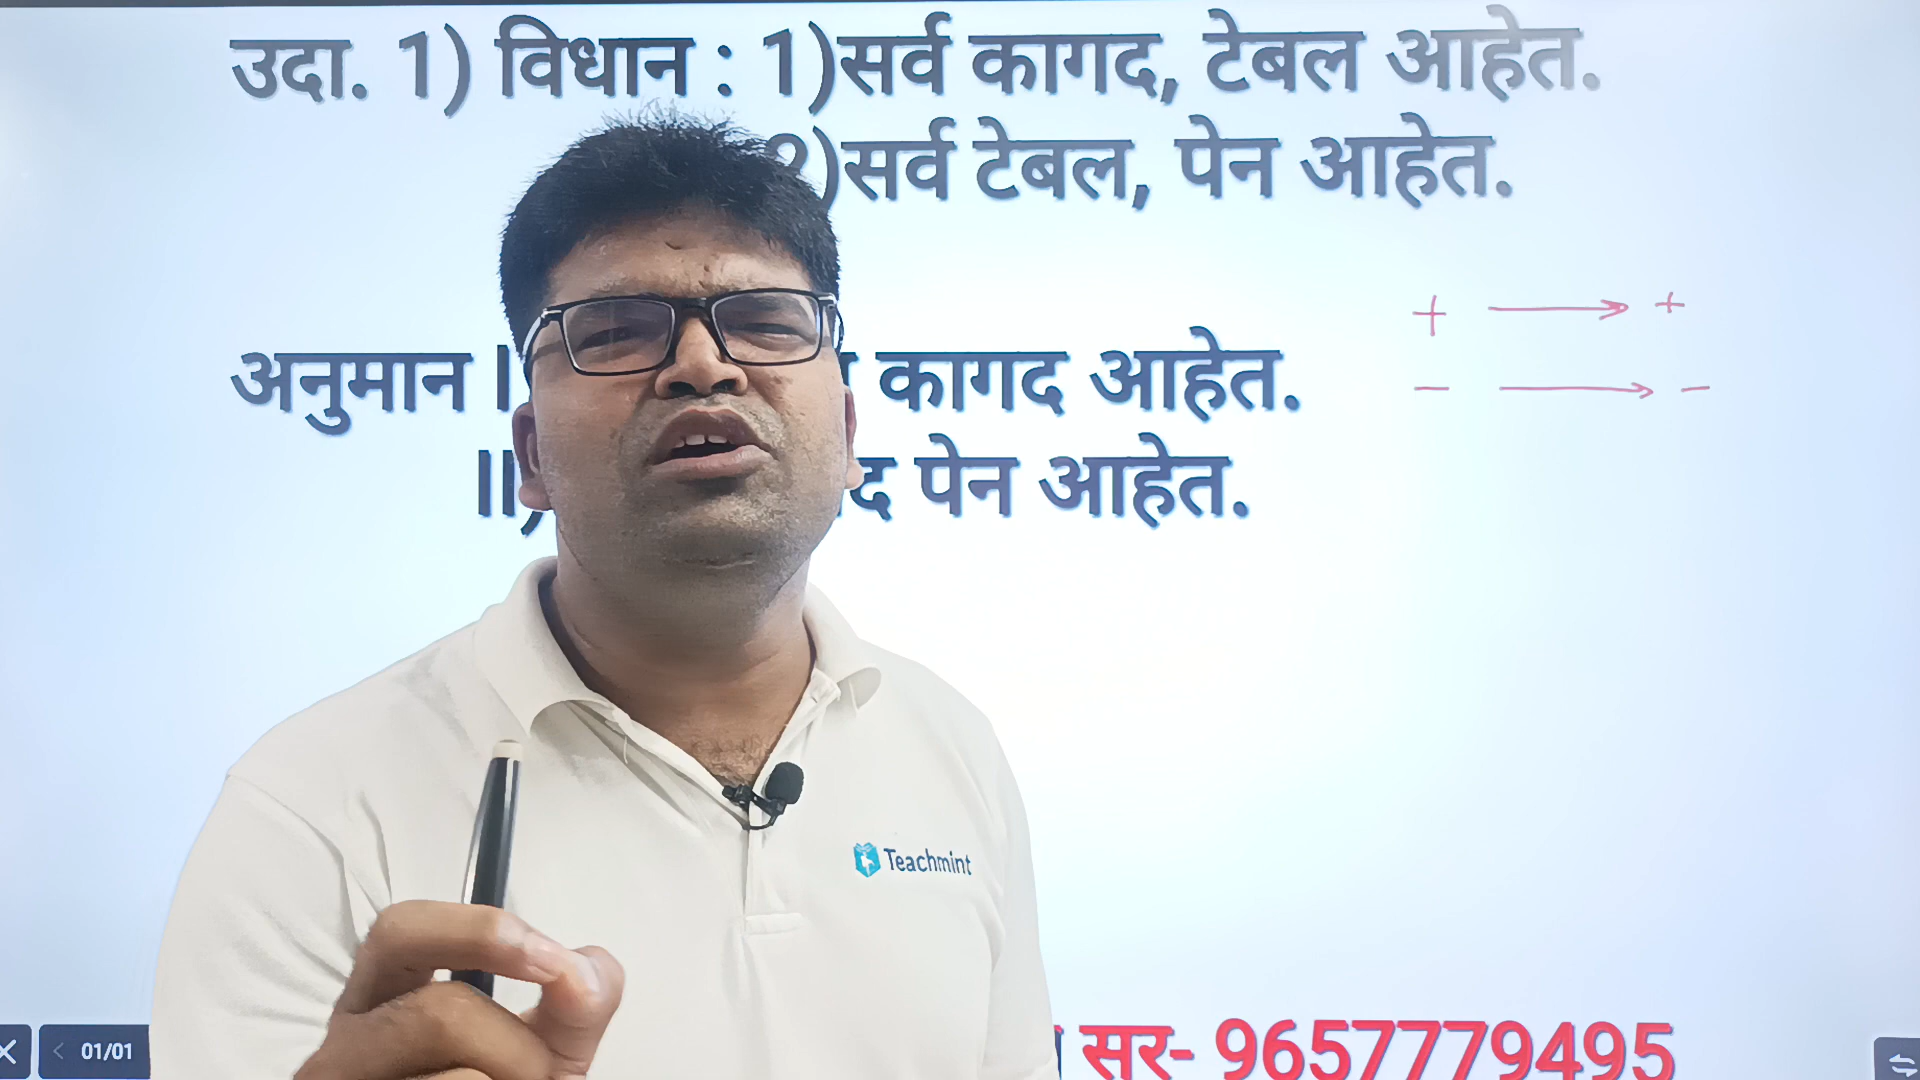 उदा. 1) विधान : 1)सर्व कागद, टेबल आहेत.
2)सर्व टेबल, पेन आहेत.
+ → +
अनुमान I कागद आहेत.
− → −
II) पेन आहेत.
Teachmint
सर- 9657779495
01/01